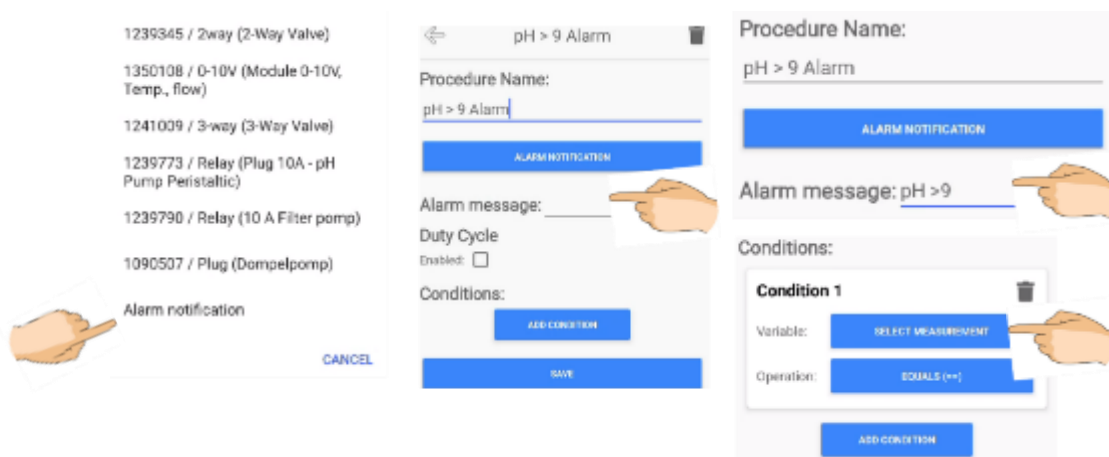 1239345 / 2way (2-Way Valve)
1350108 / 0-10V (Module 0-10V,
Temp., flow)
1241009 / 3-way (3-Way Valve)
1239773 / Relay (Plug 10A - pH
Pump Peristaltic)
1239790 / Relay (10 A Filter pomp)
1090507 / Plug (Dompelpomp)
Alarm notification
CANCEL
pH > 9 Alarm
Procedure Name:
pH > 9 Alarm
ALARM NOTIFICATION
Alarm message:
Duty Cycle
Enabled:
Conditions:
ADD CONDITION
SAVE
Procedure Name:
pH > 9 Alarm
ALARM NOTIFICATION
Alarm message: pH >9
Conditions:
Condition 1
Variable: SELECT MEASUREMENT
Operation: EQUALS (==)
ADD CONDITION